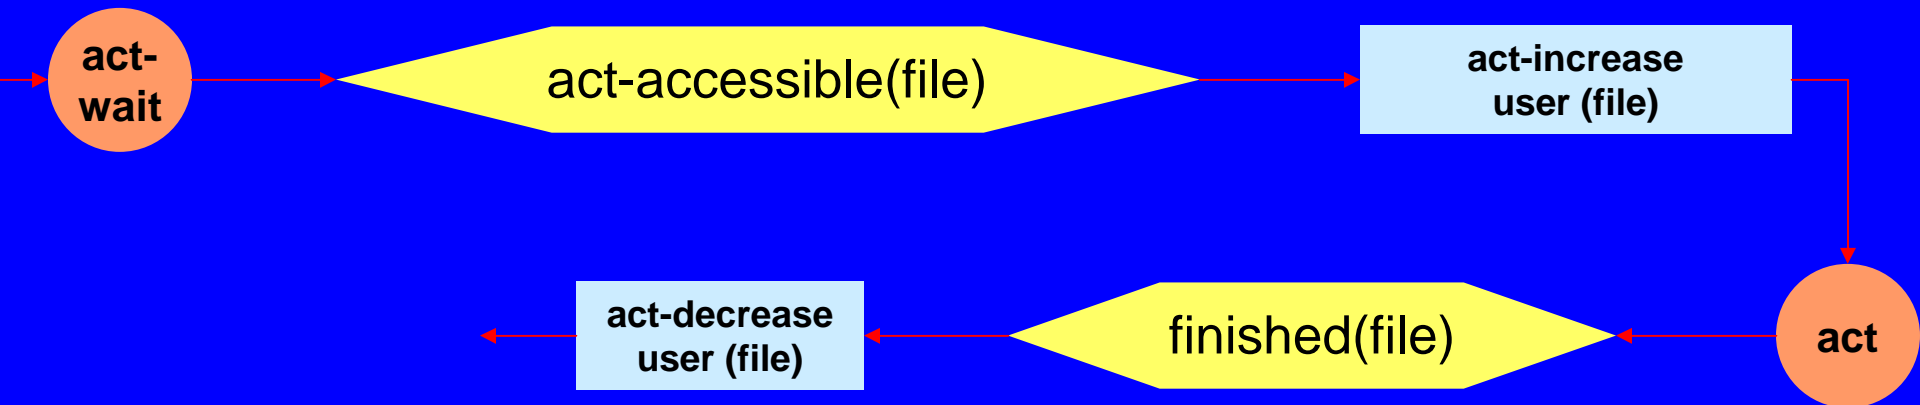 act-
wait
act-accessible(file)
act-increase
user (file)
act-decrease
user (file)
finished(file)
act